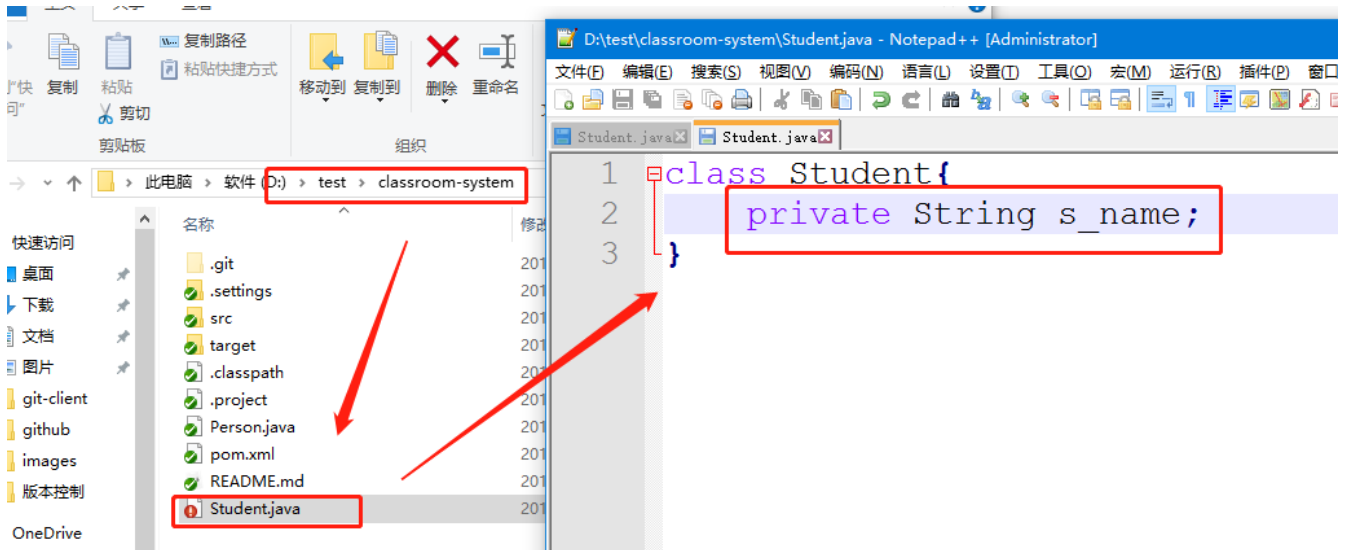 复制路径
粘贴快捷方式
复制
粘贴
剪切
移动到
复制到
删除
重命名
剪贴板
组织
此电脑 › 软件 (D:) › test › classroom-system
名称
快速访问
桌面
下载
文档
图片
git-client
github
images
版本控制
OneDrive
.git
.settings
src
target
.classpath
.project
Person.java
pom.xml
README.md
Student.java
D:\test\classroom-system\Student.java - Notepad++ [Administrator]
文件(F) 编辑(E) 搜索(S) 视图(V) 编码(N) 语言(L) 设置(T) 工具(O) 宏(M) 运行(R) 插件(P) 窗口
Student.java Student.java
1 class Student{
2 private String s_name;
3 }